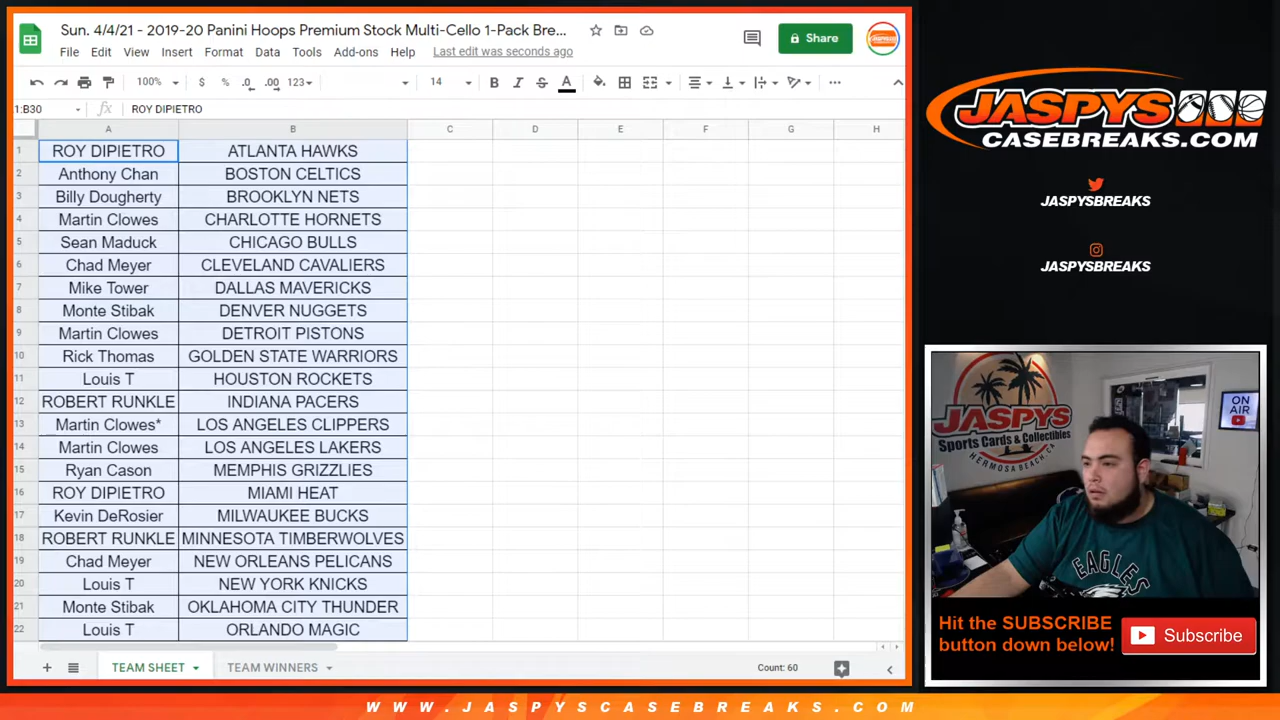 Sun. 4/4/21 - 2019-20 Panini Hoops Premium Stock Multi-Cello 1-Pack Bre...
File Edit View Insert Format Data Tools Add-ons Help Last edit was seconds ago
Share
100% $ % .0 .00 123 14 B I S A
1:B30 fx ROY DIPIETRO
A B C D E F G H
1 ROY DIPIETRO ATLANTA HAWKS
2 Anthony Chan BOSTON CELTICS
3 Billy Dougherty BROOKLYN NETS
4 Martin Clowes CHARLOTTE HORNETS
5 Sean Maduck CHICAGO BULLS
6 Chad Meyer CLEVELAND CAVALIERS
7 Mike Tower DALLAS MAVERICKS
8 Monte Stibak DENVER NUGGETS
9 Martin Clowes DETROIT PISTONS
10 Rick Thomas GOLDEN STATE WARRIORS
11 Louis T HOUSTON ROCKETS
12 ROBERT RUNKLE INDIANA PACERS
13 Martin Clowes* LOS ANGELES CLIPPERS
14 Martin Clowes LOS ANGELES LAKERS
15 Ryan Cason MEMPHIS GRIZZLIES
16 ROY DIPIETRO MIAMI HEAT
17 Kevin DeRosier MILWAUKEE BUCKS
18 ROBERT RUNKLE MINNESOTA TIMBERWOLVES
19 Chad Meyer NEW ORLEANS PELICANS
20 Louis T NEW YORK KNICKS
21 Monte Stibak OKLAHOMA CITY THUNDER
22 Louis T ORLANDO MAGIC
TEAM SHEET TEAM WINNERS Count: 60
JASPYS
CASEBREAKS.COM
JASPYSBREAKS
JASPYSBREAKS
JASPYS
Sports Cards & Collectibles
HERMOSA BEACH, CA
ON
AIR
EAGLES
Hit the SUBSCRIBE
button down below!
Subscribe
WWW.JASPYSCASEBREAKS.COM